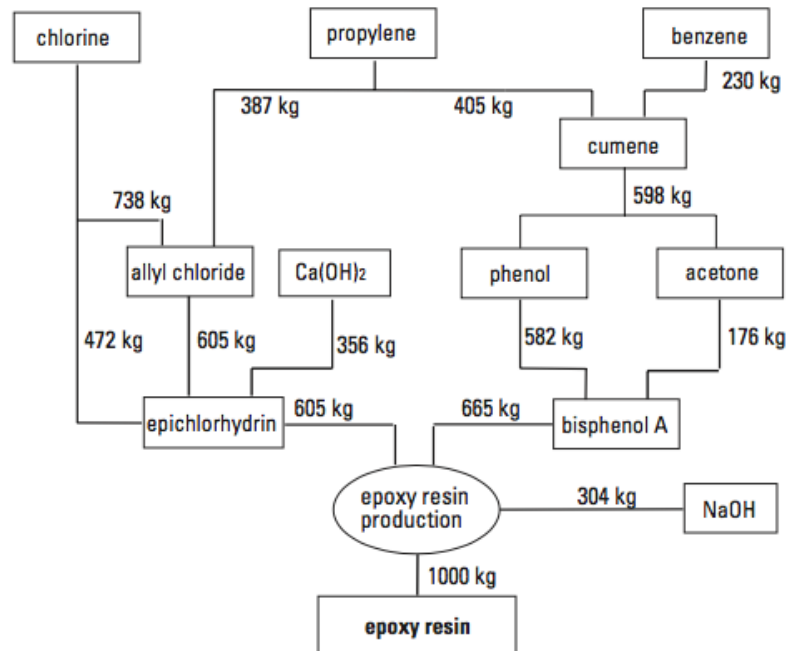 chlorine
propylene
benzene
387 kg
405 kg
230 kg
cumene
738 kg
598 kg
allyl chloride
Ca(OH)2
phenol
acetone
472 kg
605 kg
356 kg
582 kg
176 kg
epichlorhydrin
605 kg
665 kg
bisphenol A
epoxy resin
production
304 kg
NaOH
1000 kg
epoxy resin